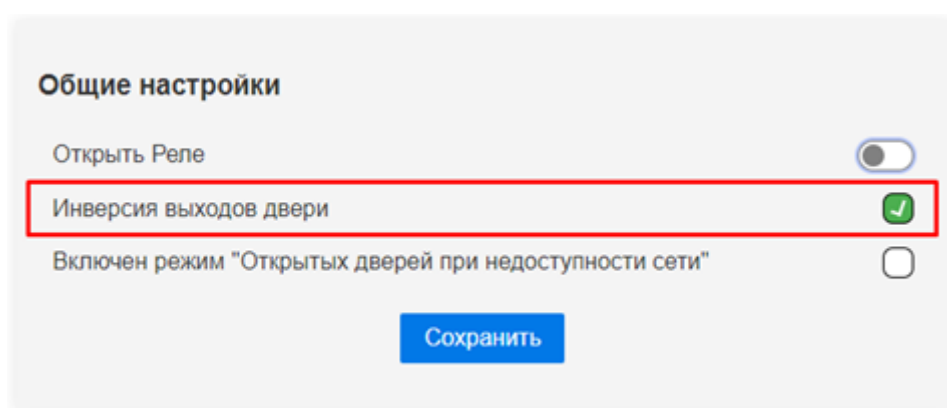 Общие настройки
Открыть Реле
Инверсия выходов двери
Включен режим "Открытых дверей при недоступности сети"
Сохранить